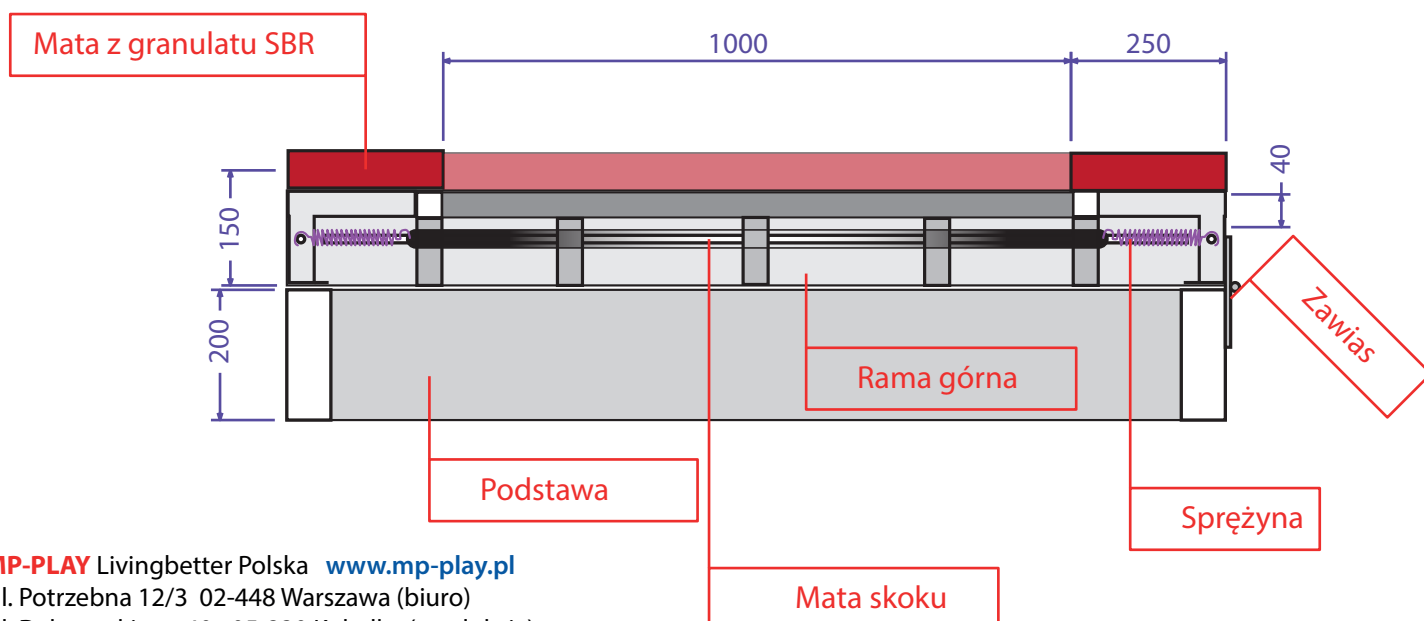 Mata z granulatu SBR
1000
250
40
150
200
Zawias
Rama górna
Podstawa
Sprężyna
Mata skoku
MP-PLAY Livingbetter Polska www.mp-play.pl
l. Potrzebna 12/3 02-448 Warszawa (biuro)